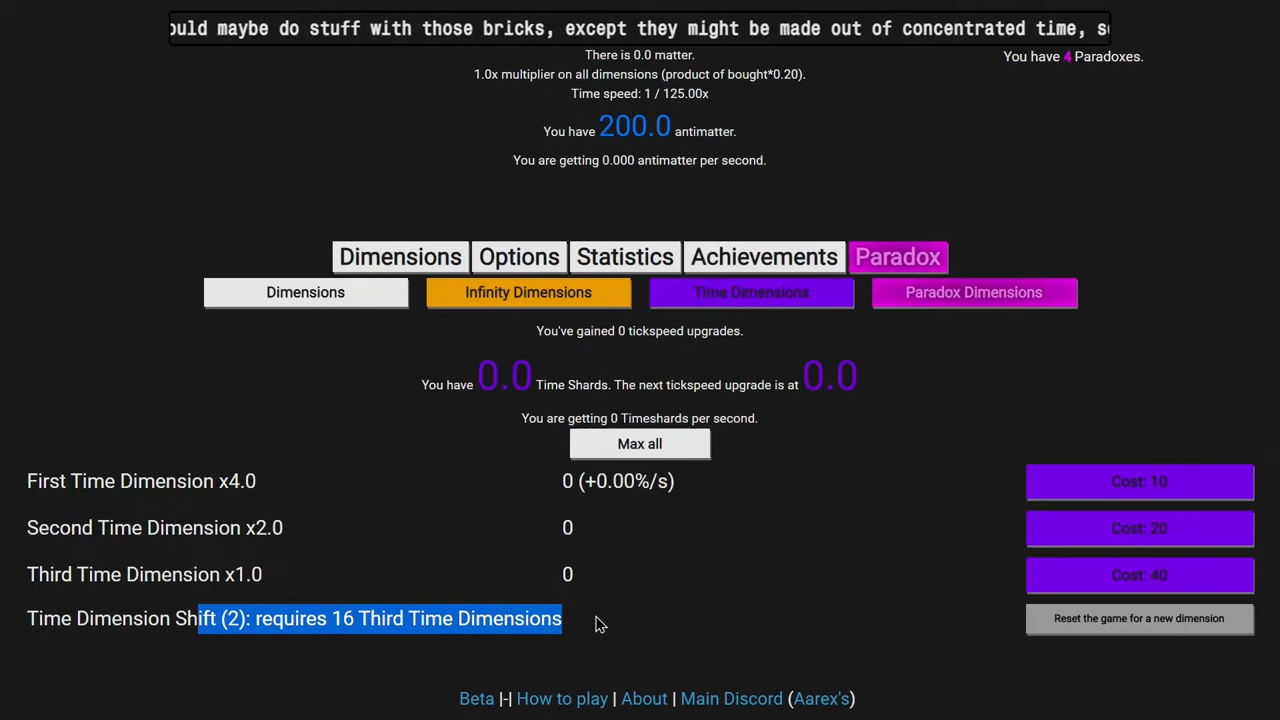 ould maybe do stuff with those bricks, except they might be made out of concentrated time, s
There is 0.0 matter.
You have 4 Paradoxes.
1.0x multiplier on all dimensions (product of bought*0.20).
Time speed: 1 / 125.00x
You have 200.0 antimatter.
You are getting 0.000 antimatter per second.
Dimensions Options Statistics Achievements Paradox
Dimensions Infinity Dimensions Time Dimensions Paradox Dimensions
You've gained 0 tickspeed upgrades.
You have 0.0 Time Shards. The next tickspeed upgrade is at 0.0
You are getting 0 Timeshards per second.
Max all
First Time Dimension x4.0 0 (+0.00%/s) Cost: 10
Second Time Dimension x2.0 0 Cost: 20
Third Time Dimension x1.0 0 Cost: 40
Time Dimension Shift (2): requires 16 Third Time Dimensions Reset the game for a new dimension
Beta |-| How to play | About | Main Discord (Aarex's)